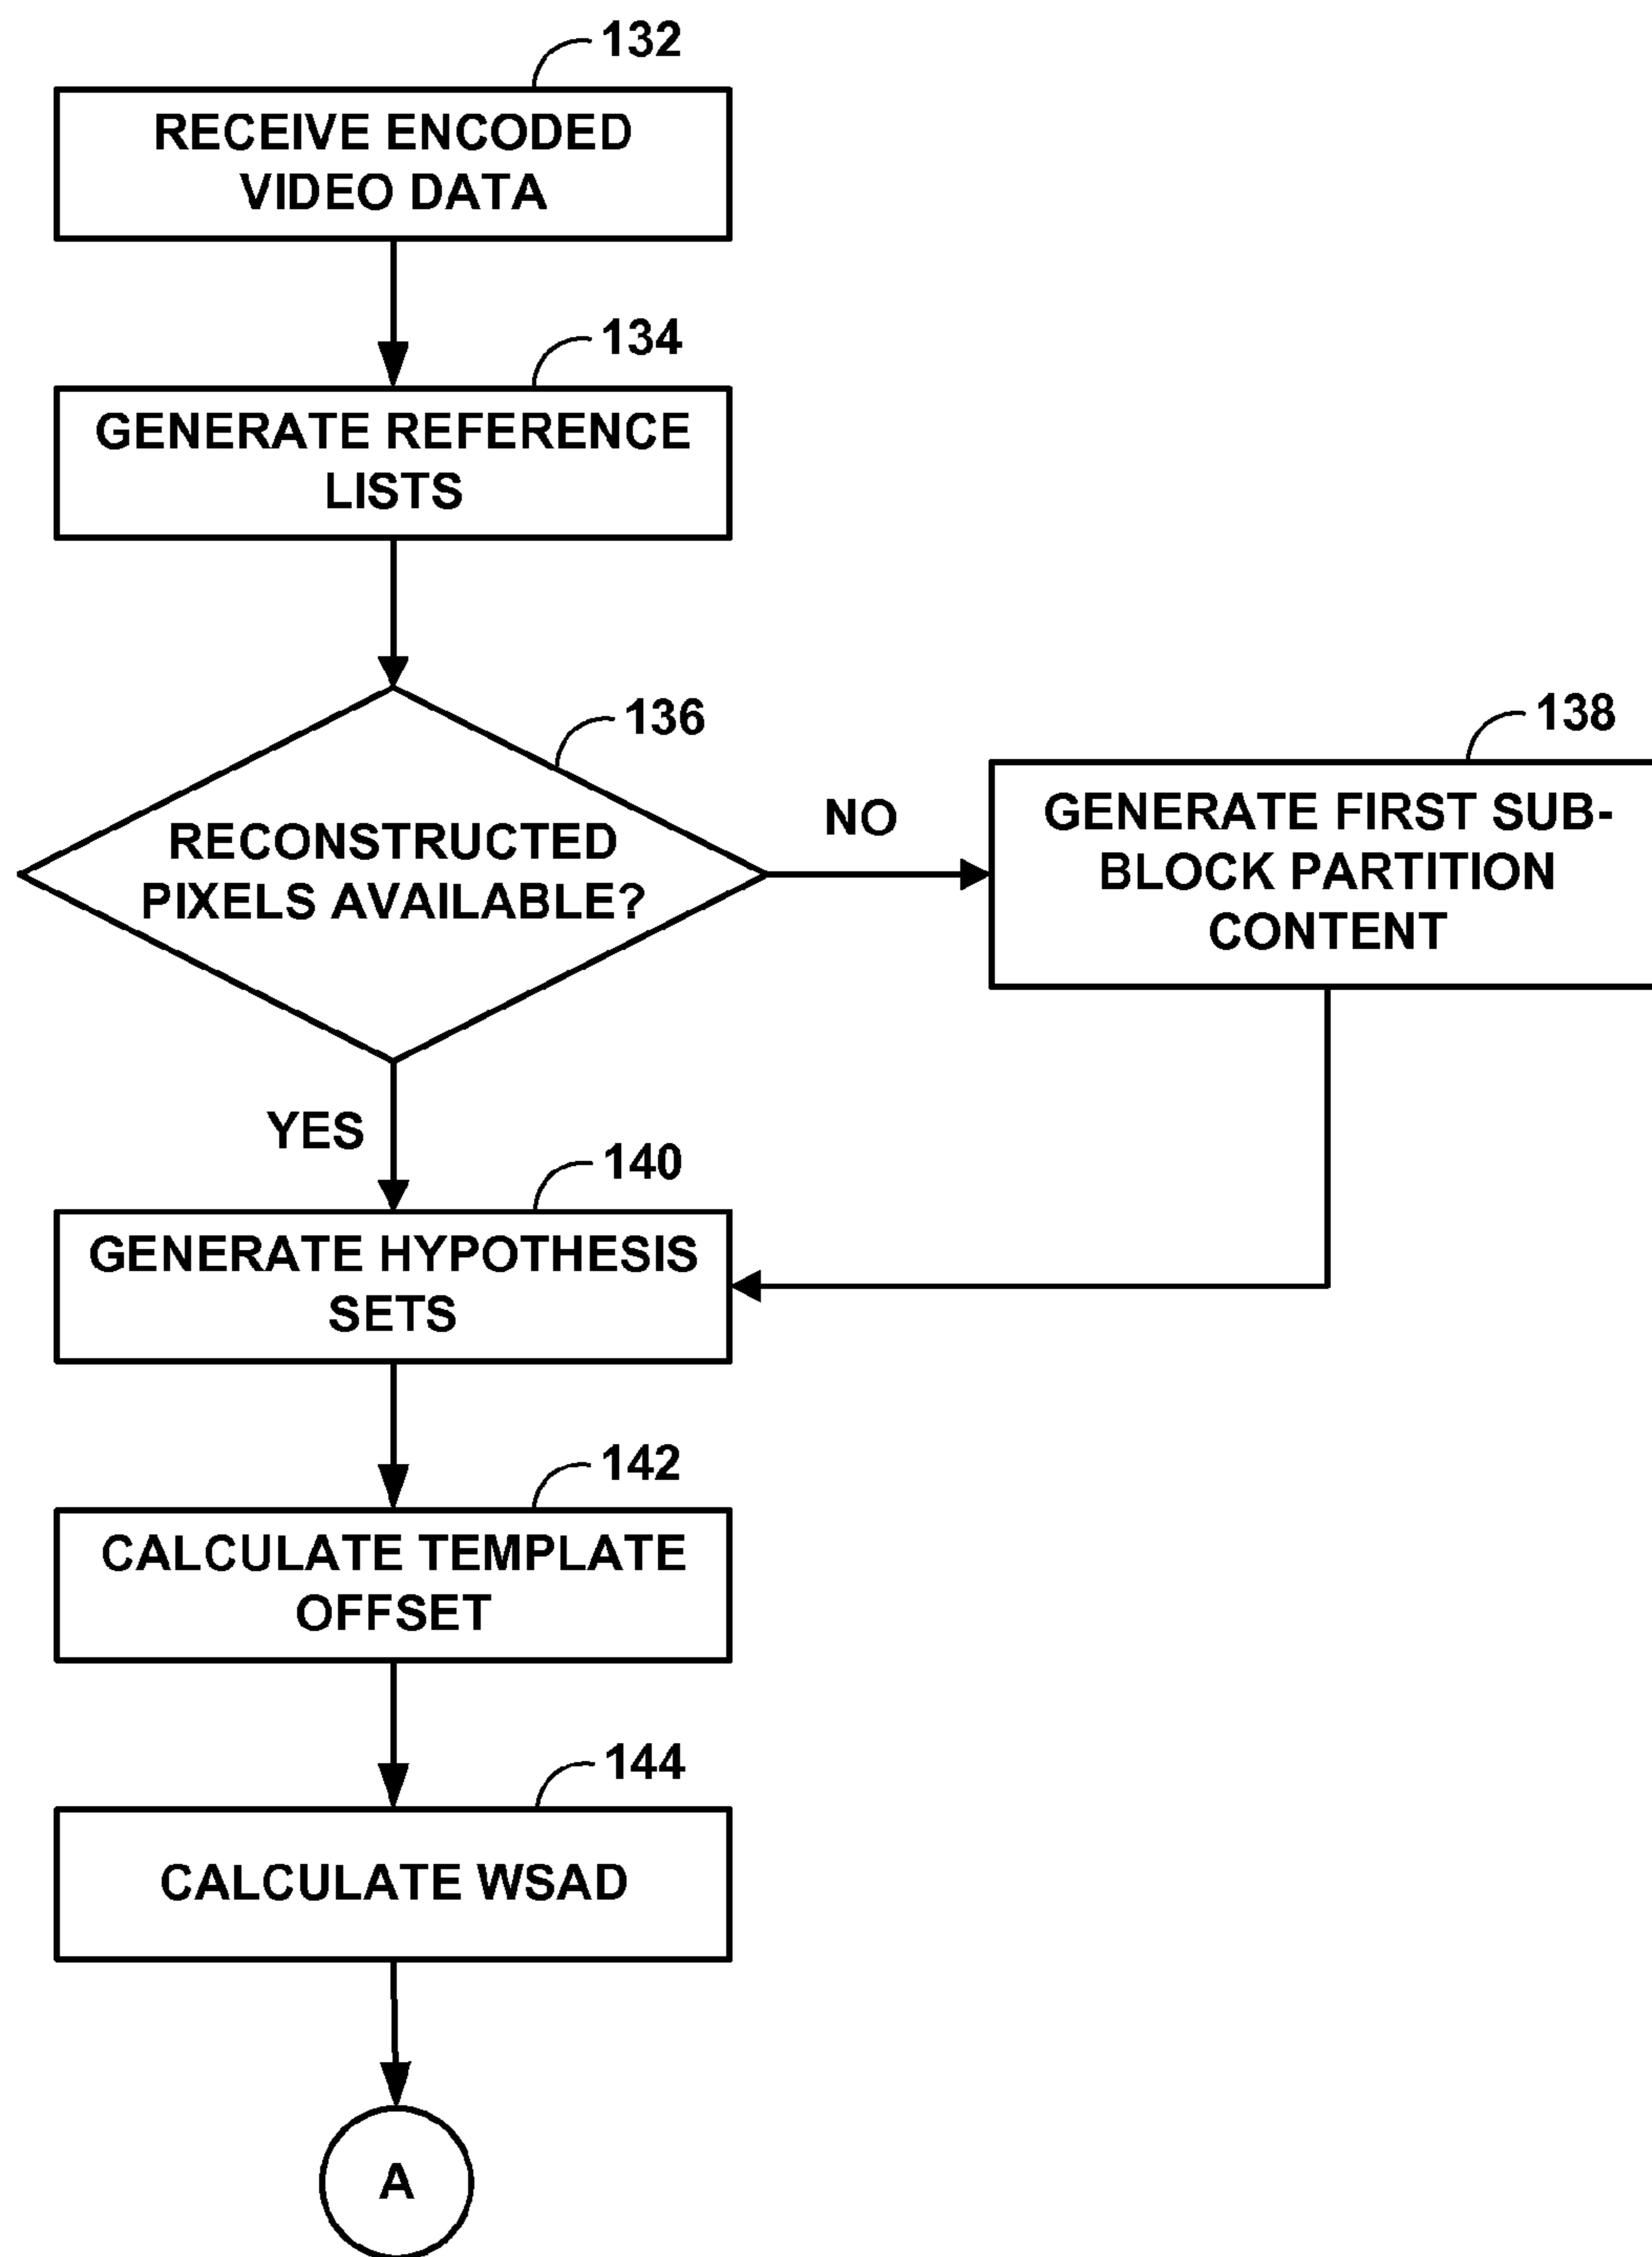 132
RECEIVE ENCODED
VIDEO DATA
134
GENERATE REFERENCE
LISTS
136
RECONSTRUCTED
PIXELS AVAILABLE?
NO
138
GENERATE FIRST SUB-
BLOCK PARTITION
CONTENT
YES
140
GENERATE HYPOTHESIS
SETS
142
CALCULATE TEMPLATE
OFFSET
144
CALCULATE WSAD
A